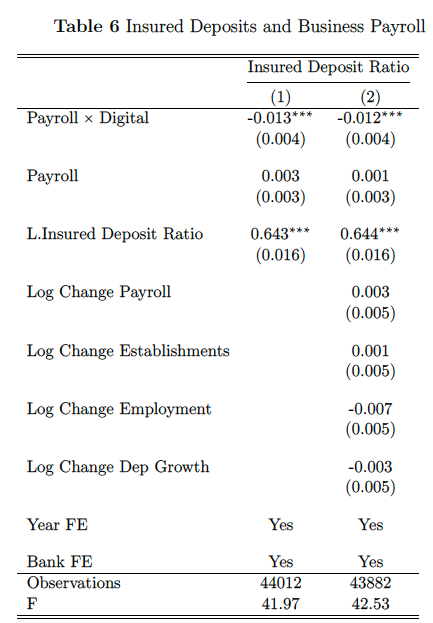 Table 6 Insured Deposits and Business Payroll
Insured Deposit Ratio
(1) (2)
Payroll × Digital -0.013*** -0.012***
(0.004) (0.004)
Payroll 0.003 0.001
(0.003) (0.003)
L.Insured Deposit Ratio 0.643*** 0.644***
(0.016) (0.016)
Log Change Payroll 0.003
(0.005)
Log Change Establishments 0.001
(0.005)
Log Change Employment -0.007
(0.005)
Log Change Dep Growth -0.003
(0.005)
Year FE Yes Yes
Bank FE Yes Yes
Observations 44012 43882
F 41.97 42.53